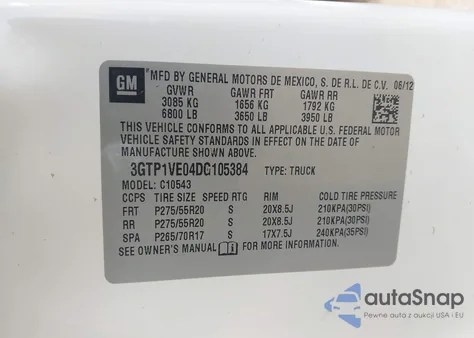 GM
MFD BY GENERAL MOTORS DE MEXICO, S. DE R.L. DE C.V. 06/12
GVWR GAWR FRT GAWR RR
3085 KG 1656 KG 1792 KG
6800 LB 3650 LB 3950 LB
THIS VEHICLE CONFORMS TO ALL APPLICABLE U.S. FEDERAL MOTOR
VEHICLE SAFETY STANDARDS IN EFFECT ON THE DATE OF
MANUFACTURE SHOWN ABOVE.
3GTP1VE04DG105384 TYPE: TRUCK
MODEL: C10543
CCPS TIRE SIZE SPEED RTG RIM COLD TIRE PRESSURE
FRT P275/55R20 S 20X8.5J 210KPA(30PSI)
RR P275/55R20 S 20X8.5J 210KPA(30PSI)
SPA P265/70R17 S 17X7.5J 240KPA(35PSI)
SEE OWNER'S MANUAL FOR MORE INFORMATION.
autoSnap
Pewne auta z aukcji USA i EU